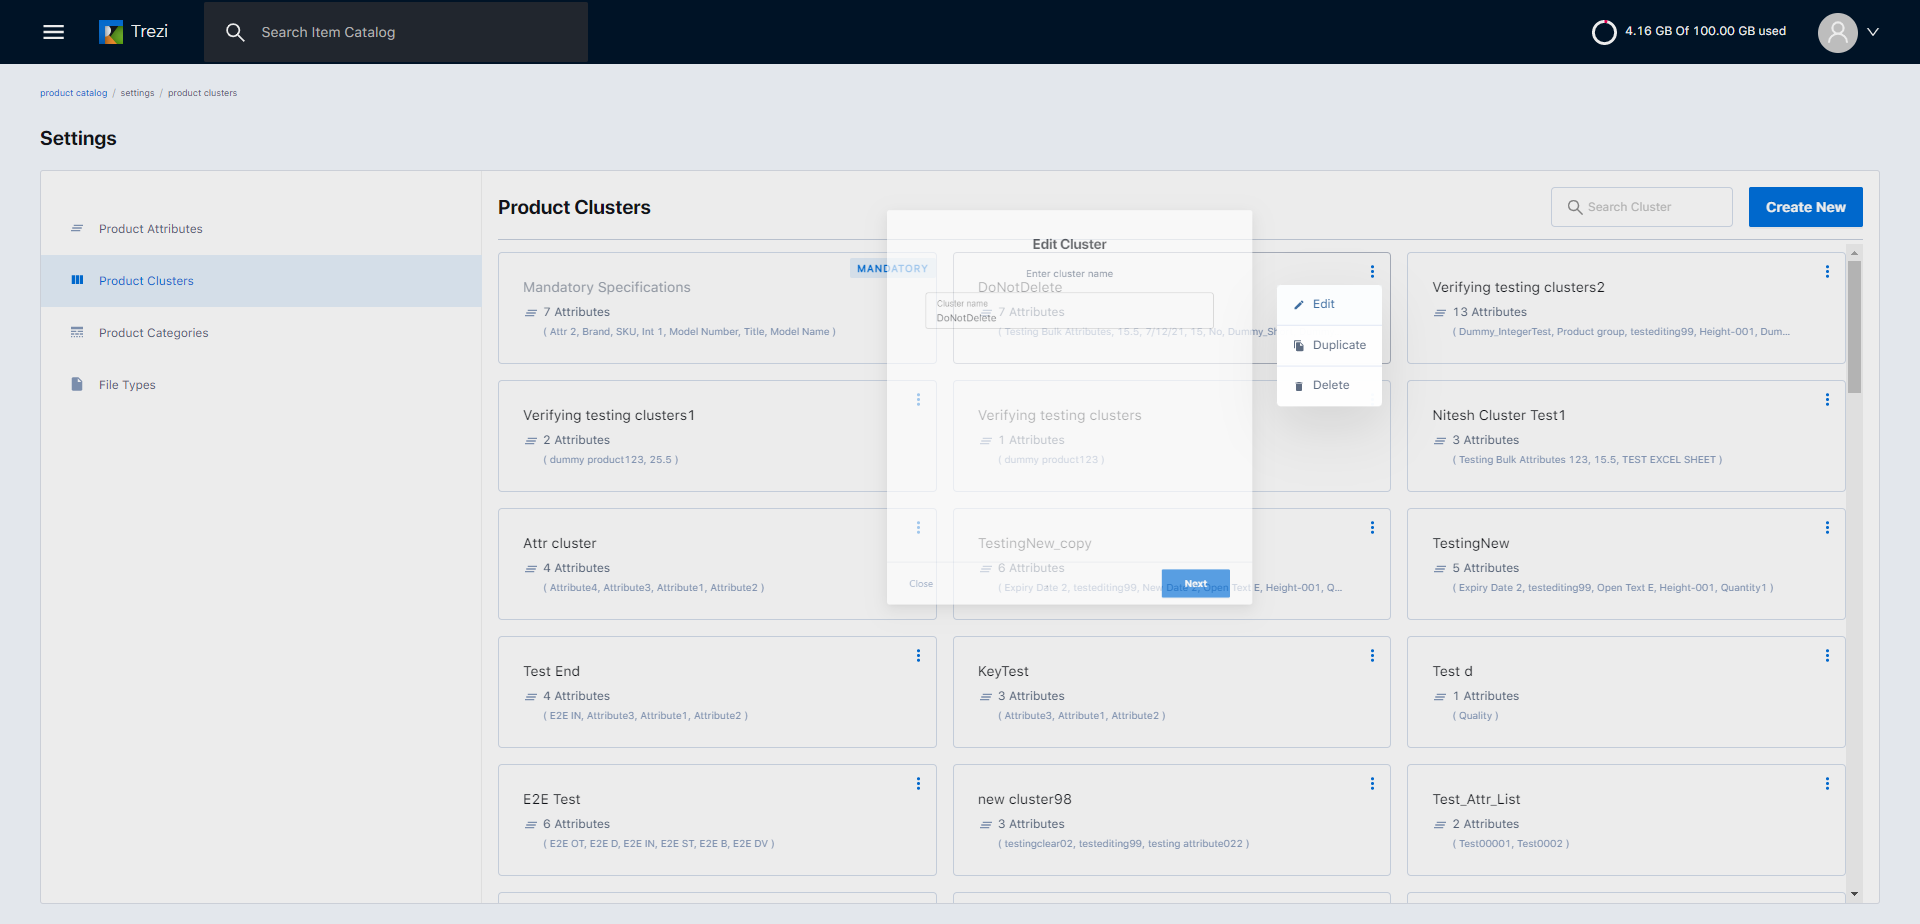 Trezi
Search Item Catalog
4.16 GB Of 100.00 GB used
product catalog / settings / product clusters
Settings
Product Attributes
Product Clusters
Product Categories
File Types
Product Clusters
Search Cluster
Create New
MANDATORY
Mandatory Specifications
7 Attributes
( Attr 2, Brand, SKU, Int 1, Model Number, Title, Model Name )
DoNotDelete
7 Attributes
( Testing Bulk Attributes, 15.5, 7/12/21, 15, No, Dummy_Sh
Edit
Duplicate
Delete
Verifying testing clusters2
13 Attributes
( Dummy_IntegerTest, Product group, testediting99, Height-001, Dum...
Edit Cluster
Enter cluster name
Cluster name
DoNotDelete
Close
Next
Verifying testing clusters1
2 Attributes
( dummy product123, 25.5 )
Verifying testing clusters
1 Attributes
( dummy product123 )
Nitesh Cluster Test1
3 Attributes
( Testing Bulk Attributes 123, 15.5, TEST EXCEL SHEET )
Attr cluster
4 Attributes
( Attribute4, Attribute3, Attribute1, Attribute2 )
TestingNew_copy
6 Attributes
( Expiry Date 2, testediting99, New Date 2, Open Text E, Height-001, Q...
TestingNew
5 Attributes
( Expiry Date 2, testediting99, Open Text E, Height-001, Quantity1 )
Test End
4 Attributes
( E2E IN, Attribute3, Attribute1, Attribute2 )
KeyTest
3 Attributes
( Attribute3, Attribute1, Attribute2 )
Test d
1 Attributes
( Quality )
E2E Test
6 Attributes
( E2E OT, E2E D, E2E IN, E2E ST, E2E B, E2E DV )
new cluster98
3 Attributes
( testingclear02, testediting99, testing attribute022 )
Test_Attr_List
2 Attributes
( Test00001, Test0002 )